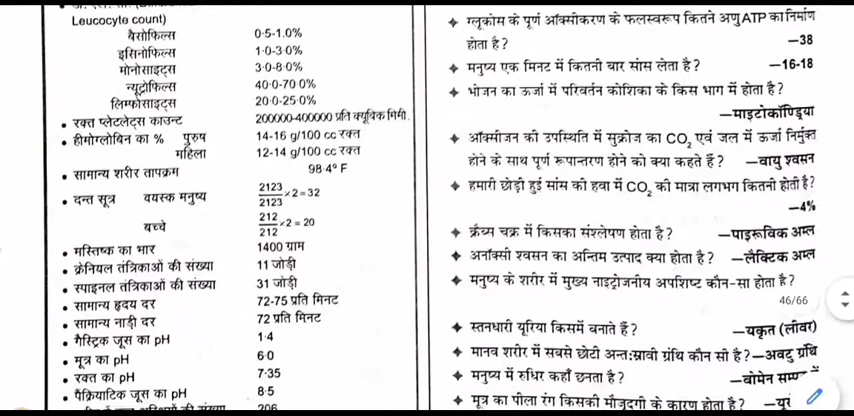 Leucocyte count)
बैसोफिल्स 0·5-1.0%
इसिनोफिल्स 1·0-3·0%
मोनोसाइट्स 3·0-8·0%
न्यूट्रोफिल्स 40·0-70·0%
लिम्फोसाइट्स 20·0-25·0%
• रक्त प्लेटलेट्स काउन्ट 200000-400000 प्रति क्यूविक मिमी.
• हीमोग्लोबिन का % पुरुष 14-16 g/100 cc रक्त
महिला 12-14 g/100 cc रक्त
• सामान्य शरीर तापक्रम 98·4° F
• दन्त सूत्र वयस्क मनुष्य 2123/2123 ×2=32
बच्चे 212/212 ×2 = 20
• मस्तिष्क का भार 1400 ग्राम
• क्रेनियल तंत्रिकाओं की संख्या 11 जोड़ी
• स्पाइनल तंत्रिकाओं की संख्या 31 जोड़ी
• सामान्य हृदय दर 72-75 प्रति मिनट
• सामान्य नाड़ी दर 72 प्रति मिनट
• गैस्ट्रिक जूस का pH 1·4
• मूत्र का pH 6·0
• रक्त का pH 7·35
• पैंक्रियाटिक जूस का pH 8·5
206
✦ ग्लूकोस के पूर्ण ऑक्सीकरण के फलस्वरूप कितने अणु ATP का निर्माण
होता है? –38
✦ मनुष्य एक मिनट में कितनी बार सांस लेता है? –16-18
✦ भोजन का ऊर्जा में परिवर्तन कोशिका के किस भाग में होता है?
–माइटोकॉण्ड्रिया
✦ ऑक्सीजन की उपस्थिति में सुक्रोज का CO₂ एवं जल में ऊर्जा निर्मुक्त
होने के साथ पूर्ण रूपान्तरण होने को क्या कहते हैं? –वायु श्वसन
✦ हमारी छोड़ी हुई सांस की हवा में CO₂ की मात्रा लगभग कितनी होती है?
–4%
✦ क्रैब्स चक्र में किसका संश्लेषण होता है? –पाइरूविक अम्ल
✦ अनॉक्सी श्वसन का अन्तिम उत्पाद क्या होता है? –लैक्टिक अम्ल
✦ मनुष्य के शरीर में मुख्य नाइट्रोजनीय अपशिष्ट कौन-सा होता है?
46/66
✦ स्तनधारी यूरिया किसमें बनाते हैं? –यकृत (लीवर)
✦ मानव शरीर में सबसे छोटी अन्त:स्रावी ग्रंथि कौन सी है?–अवटु ग्रंथि
✦ मनुष्य में रुधिर कहाँ छनता है? –बोमेन
✦ मूत्र का पीला रंग किसकी मौजूदगी के कारण होता है?